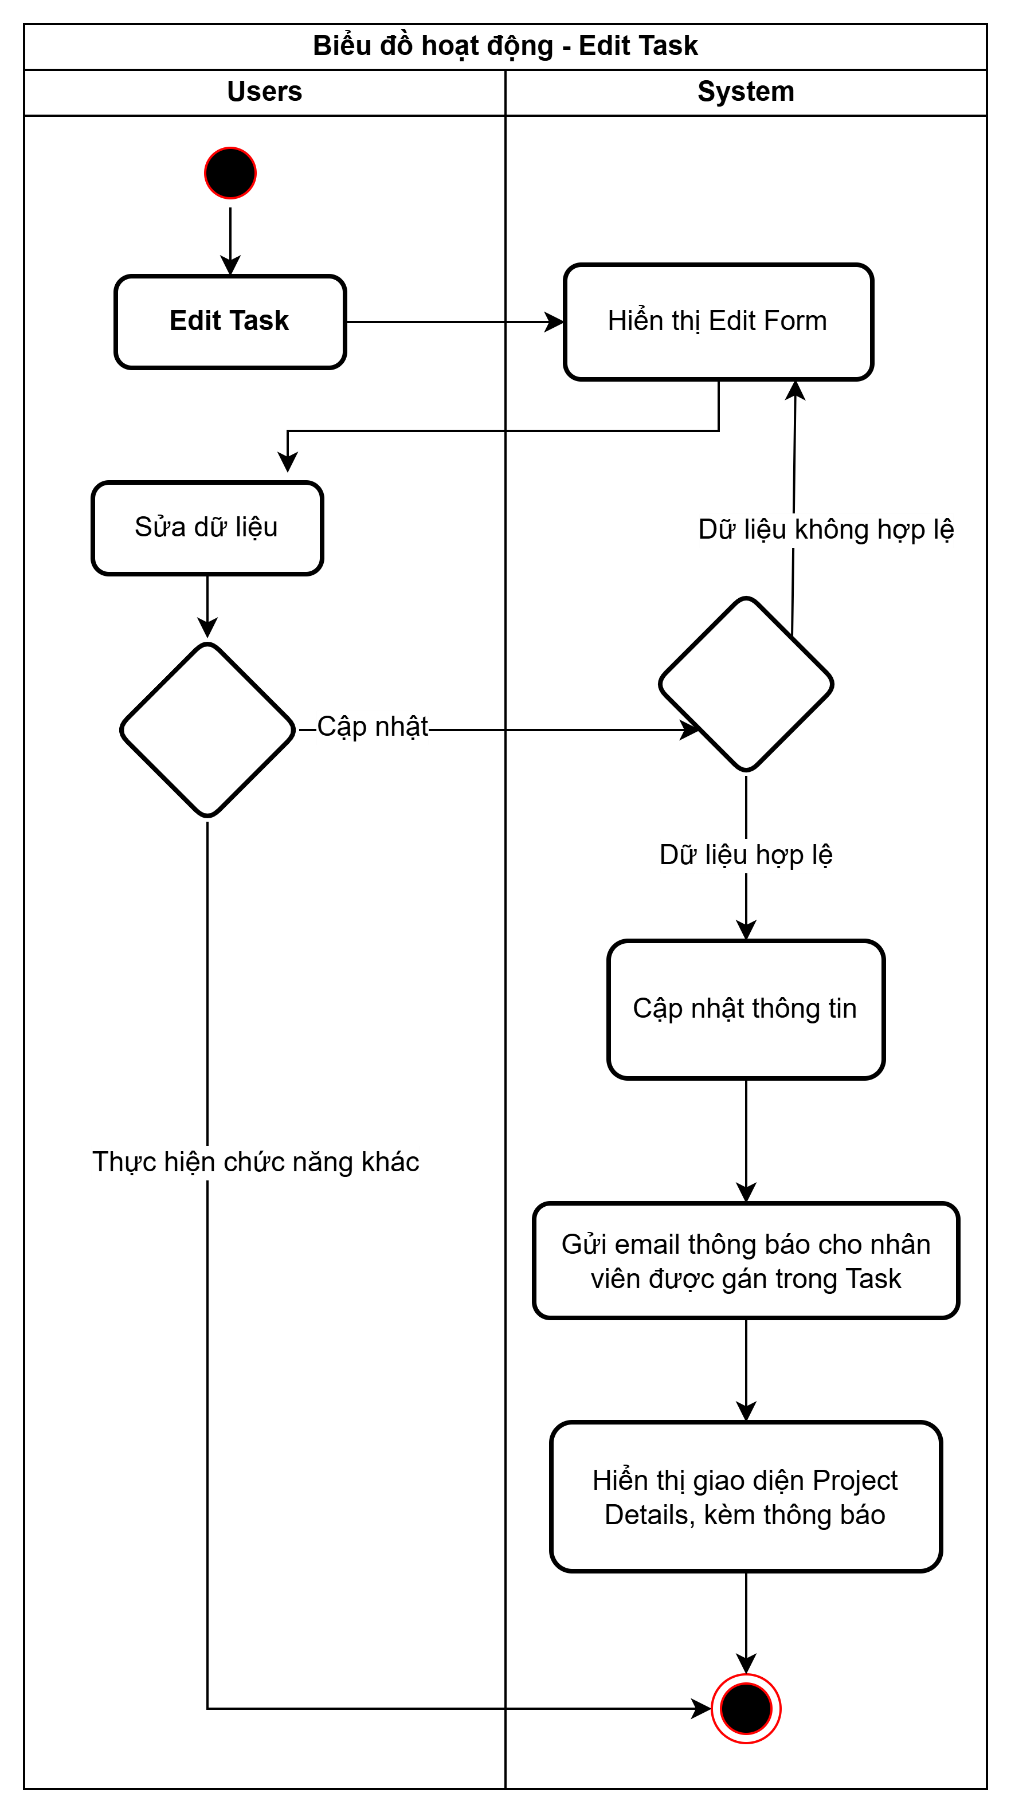 Biểu đồ hoạt động - Edit Task
Users
System
Edit Task
Hiển thị Edit Form
Sửa dữ liệu
Dữ liệu không hợp lệ
Cập nhật
Dữ liệu hợp lệ
Cập nhật thông tin
Thực hiện chức năng khác
Gửi email thông báo cho nhân
viên được gán trong Task
Hiển thị giao diện Project
Details, kèm thông báo